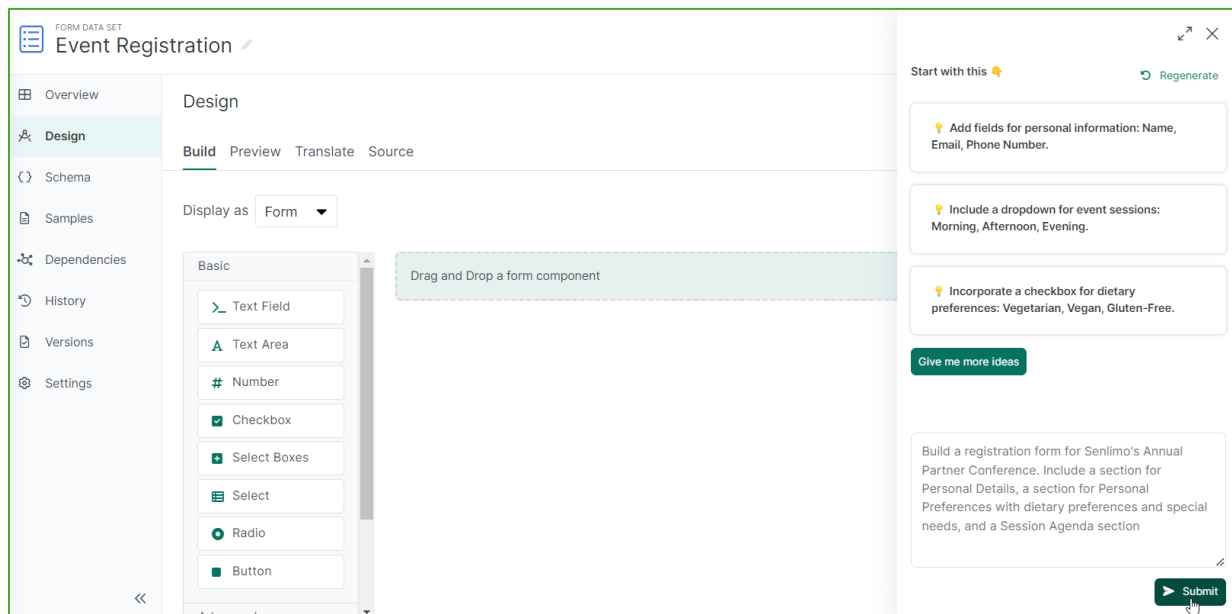 FORM DATA SET
Event Registration
Overview
Design
Schema
Samples
Dependencies
History
Versions
Settings
Design
Build Preview Translate Source
Display as Form
Basic
Text Field
Text Area
Number
Checkbox
Select Boxes
Select
Radio
Button
Drag and Drop a form component
Start with this
Regenerate
Add fields for personal information: Name,
Email, Phone Number.
Include a dropdown for event sessions:
Morning, Afternoon, Evening.
Incorporate a checkbox for dietary
preferences: Vegetarian, Vegan, Gluten-Free.
Give me more ideas
Build a registration form for Senlimo's Annual
Partner Conference. Include a section for
Personal Details, a section for Personal
Preferences with dietary preferences and special
needs, and a Session Agenda section
Submit